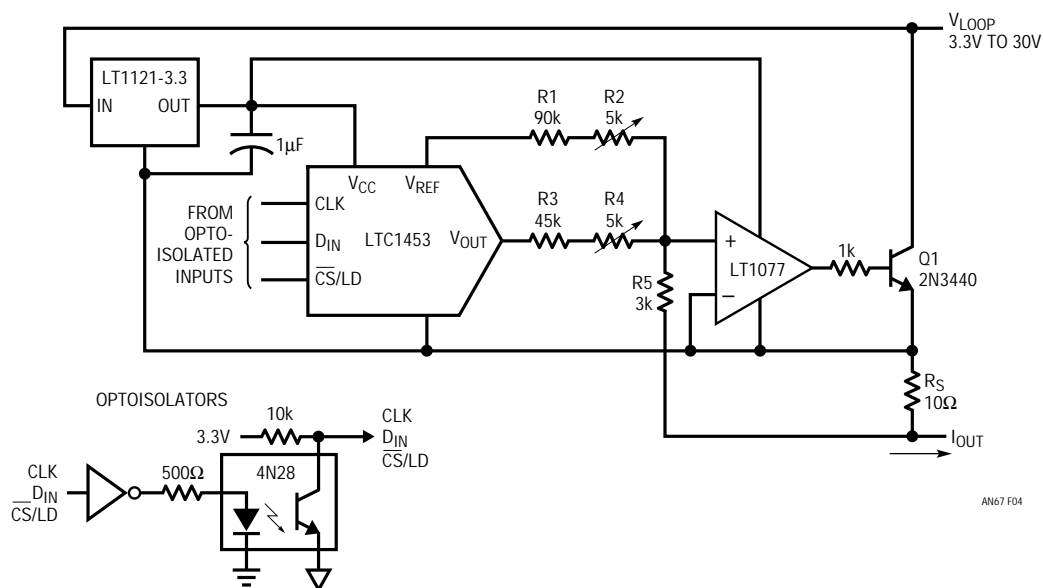 VLOOP
3.3V TO 30V
LT1121-3.3
IN
OUT
1µF
R1
90k
R2
5k
VCC
VREF
FROM
OPTO-
ISOLATED
INPUTS
CLK
DIN
CS/LD
LTC1453
VOUT
R3
45k
R4
5k
R5
3k
+
−
LT1077
1k
Q1
2N3440
RS
10Ω
IOUT
OPTOISOLATORS
3.3V
10k
CLK
DIN
CS/LD
CLK
DIN
CS/LD
500Ω
4N28
AN67 F04